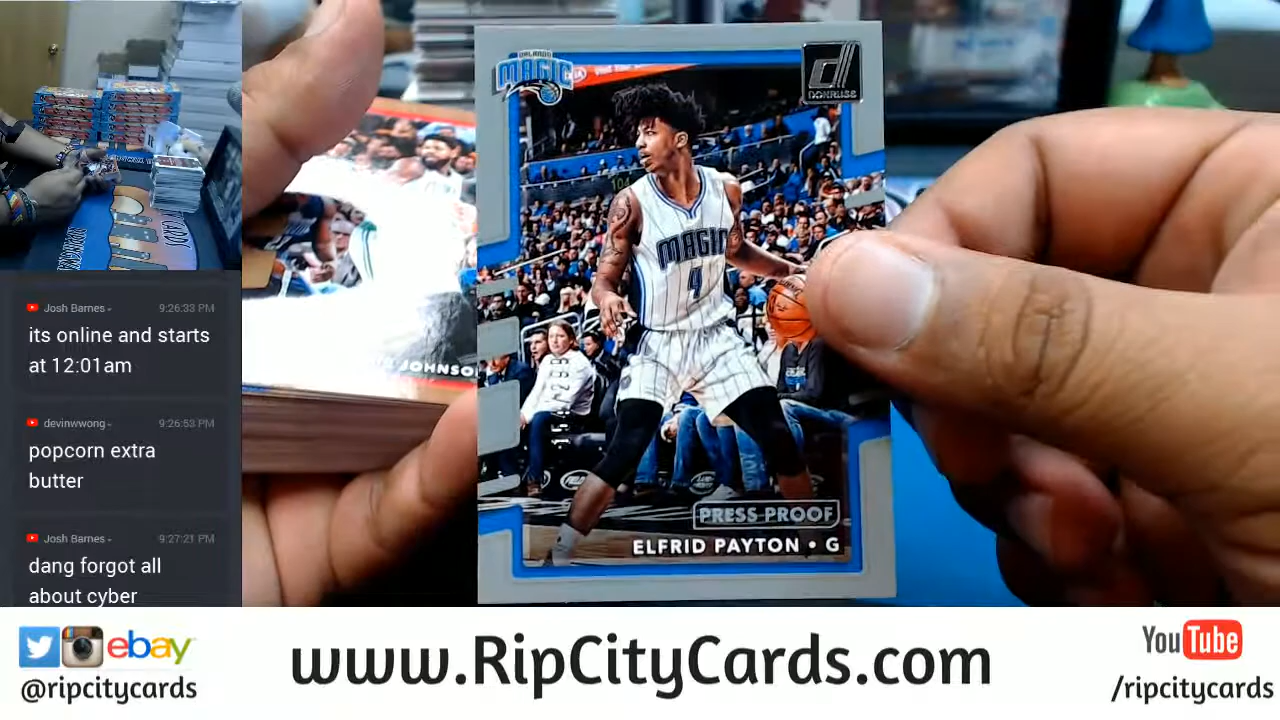 Josh Barnes
9:26:33 PM
its online and starts
at 12:01am
devinwwong
9:26:53 PM
popcorn extra
butter
Josh Barnes
9:27:21 PM
dang forgot all
about cyber
ORLANDO
MAGIC
DONRUSS
MAGIC
4
PRESS PROOF
ELFRID PAYTON • G
JOHNSO
ebay
@ripcitycards
www.RipCityCards.com
YouTube
/ripcitycards